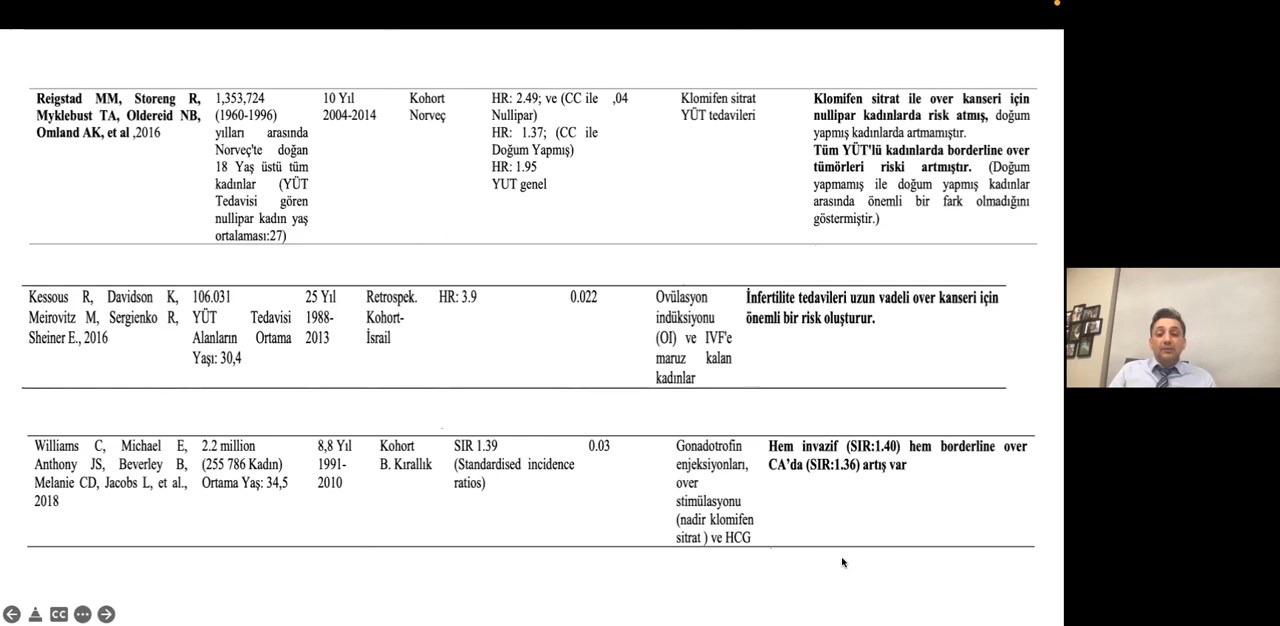 Reigstad MM, Storeng R,
Myklebust TA, Oldereid NB,
Omland AK, et al ,2016
1,353,724
(1960-1996)
yılları arasında
Norveç'te doğan
18 Yaş üstü tüm
kadınlar (YÜT
Tedavisi gören
nullipar kadın yaş
ortalaması:27)
10 Yıl
2004-2014
Kohort
Norveç
HR: 2.49; ve (CC ile
Nullipar)
HR: 1.37; (CC ile
Doğum Yapmış)
HR: 1.95
YUT genel
,04
Klomifen sitrat
YÜT tedavileri
Klomifen sitrat ile over kanseri için
nullipar kadınlarda risk atmış, doğum
yapmış kadınlarda artmamıştır.
Tüm YÜT'lü kadınlarda borderline over
tümörleri riski artmıştır. (Doğum
yapmamış ile doğum yapmış kadınlar
arasında önemli bir fark olmadığını
göstermiştir.)
Kessous R, Davidson K,
Meirovitz M, Sergienko R,
Sheiner E., 2016
106.031
YÜT Tedavisi
Alanların Ortama
Yaşı: 30,4
25 Yıl
1988-
2013
Retrospek.
Kohort-
İsrail
HR: 3.9
0.022
Ovülasyon
indüksiyonu
(OI) ve IVF'e
maruz kalan
kadınlar
İnfertilite tedavileri uzun vadeli over kanseri için
önemli bir risk oluşturur.
Williams C, Michael E,
Anthony JS, Beverley B,
Melanie CD, Jacobs L, et al.,
2018
2.2 million
(255 786 Kadın)
Ortama Yaş: 34,5
8,8 Yıl
1991-
2010
Kohort
B. Kırallık
SIR 1.39
(Standardised incidence
ratios)
0.03
Gonadotrofin
enjeksiyonları,
over
stimülasyonu
(nadir klomifen
sitrat ) ve HCG
Hem invazif (SIR:1.40) hem borderline over
CA'da (SIR:1.36) artış var
CC